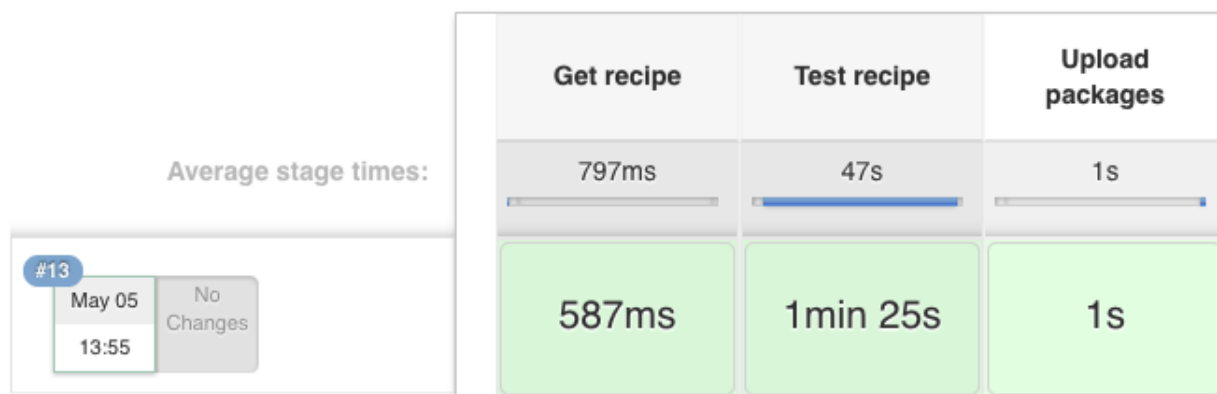 Get recipe
Test recipe
Upload
packages
Average stage times:
797ms
47s
1s
#13
May 05
13:55
No
Changes
587ms
1min 25s
1s